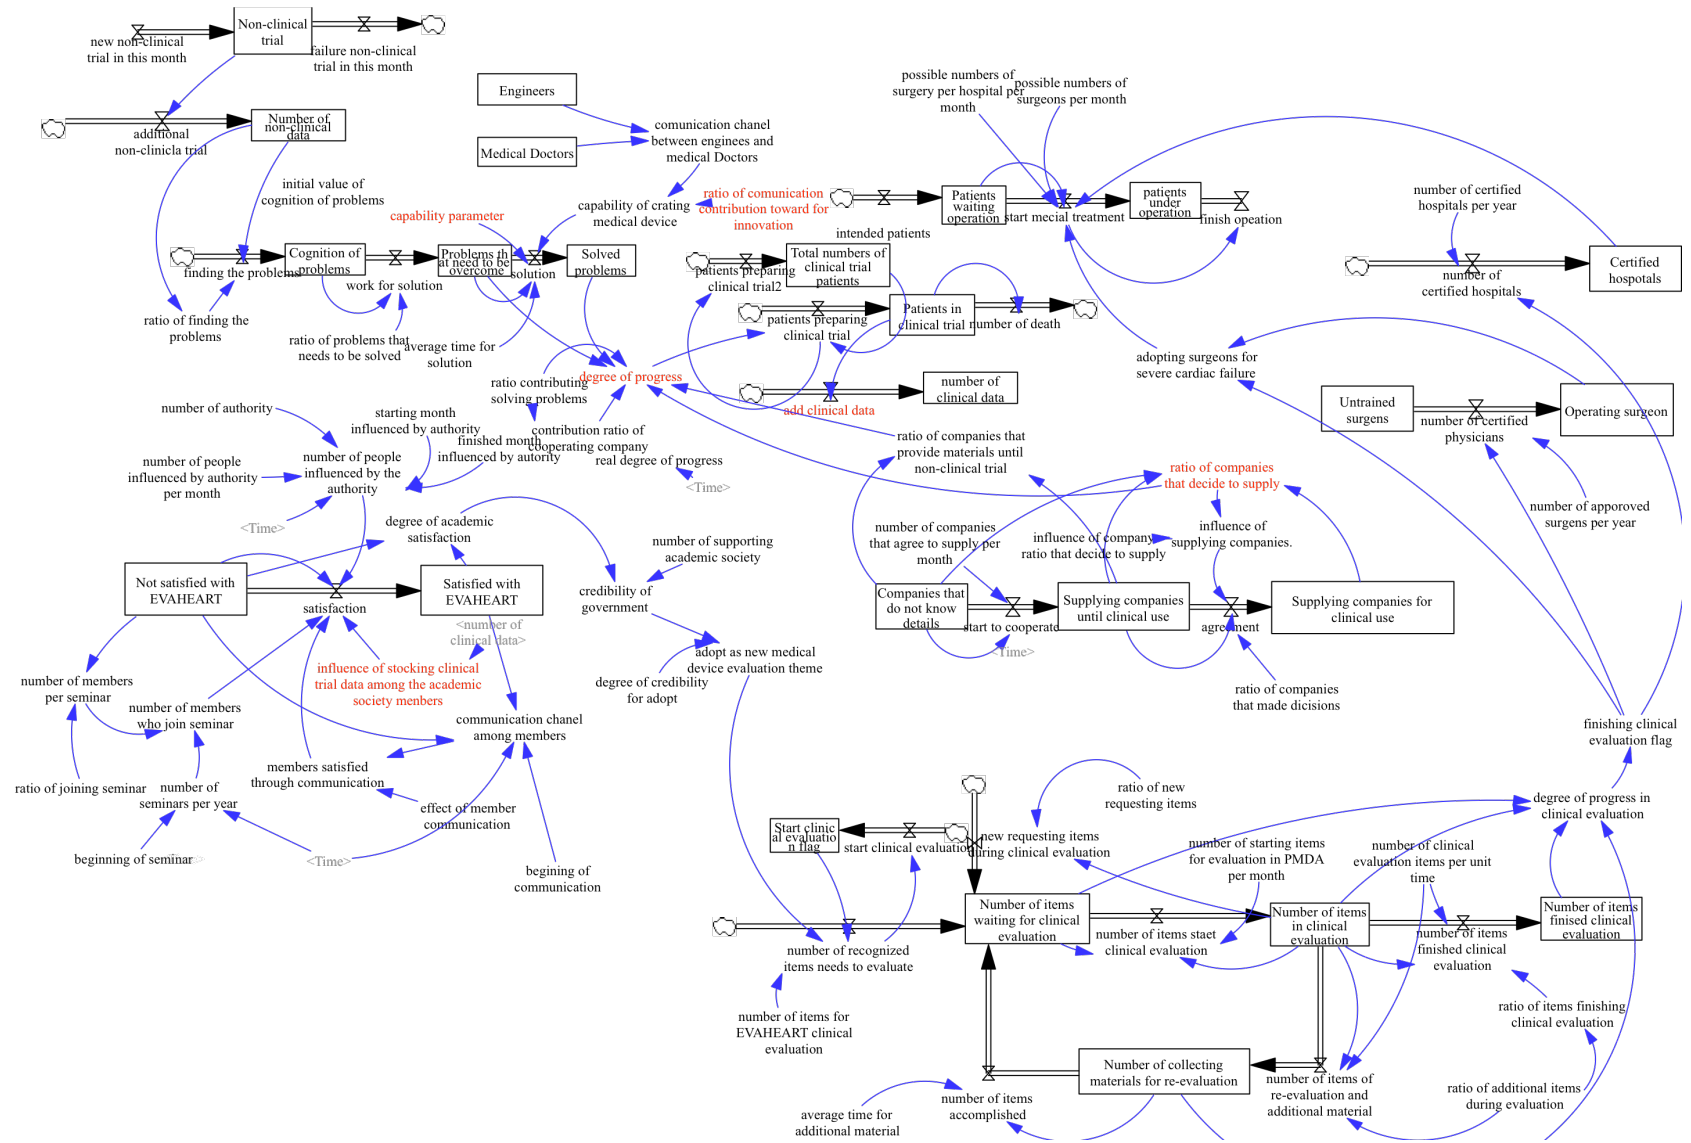 new non-clinical
trial in this month
Non-clinical
trial
failure non-clinical
trial in this month
additional
non-clinicla trial
Number of
non-clinical
data
Engineers
Medical Doctors
comunication chanel
between enginees and
medical Doctors
initial value of
cognition of problems
capability parameter
capability of crating
medical device
ratio of comunication
contribution toward for
innovation
finding the problems
Cognition of
problems
work for solution
Problems th
at need to be
overcome
solution
Solved
problems
ratio of finding the
problems
ratio of problems that
needs to be solved
average time for
solution
ratio contributing
solving problems
degree of progress
contribution ratio of
cooperating company
real degree of progress
<Time>
possible numbers of
surgery per hospital per
month
possible numbers of
surgeons per month
Patients
waiting
operation
start mecial treatment
patients
under
operation
finish opeation
intended patients
patients preparing
clinical trial2
Total numbers of
clinical trial
patients
patients preparing
clinical trial
Patients in
clinical trial
number of death
add clinical data
number of
clinical data
number of certified
hospitals per year
number of
certified hospitals
Certified
hospotals
adopting surgeons for
severe cardiac failure
Untrained
surgens
number of certified
physicians
Operating surgeon
number of apporoved
surgens per year
number of authority
starting month
influenced by authority
finished month
influenced by autority
number of people
influenced by authority
per month
number of people
influenced by the
authority
<Time>
degree of academic
satisfaction
Not satisfied with
EVAHEART
satisfaction
Satisfied with
EVAHEART
<number of
clinical data>
influence of stocking clinical
trial data among the academic
society menbers
number of members
per seminar
number of members
who join seminar
ratio of joining seminar
number of
seminars per year
beginning of seminar
members satisfied
through communication
communication chanel
among members
effect of member
communication
<Time>
begining of
communication
number of supporting
academic society
credibility of
government
adopt as new medical
device evaluation theme
degree of credibility
for adopt
ratio of companies that
provide materials until
non-clinical trial
ratio of companies
that decide to supply
number of companies
that agree to supply per
month
influence of company
ratio that decide to supply
influence of
supplying companies.
Companies that
do not know
details
start to cooperate
<Time>
Supplying companies
until clinical use
agreement
Supplying companies for
clinical use
ratio of companies
that made dicisions
finishing clinical
evaluation flag
degree of progress in
clinical evaluation
ratio of new
requesting items
Start clinic
al evaluatio
n flag
start clinical evaluation
new requesting items
during clinical evaluation
number of starting items
for evaluation in PMDA
per month
number of clinical
evaluation items per unit
time
Number of items
waiting for clinical
evaluation
number of items staet
clinical evaluation
Number of items
in clinical
evaluation
number of items
finished clinical
evaluation
Number of items
finised clinical
evaluation
number of recognized
items needs to evaluate
number of items for
EVAHEART clinical
evaluation
ratio of items finishing
clinical evaluation
Number of collecting
materials for re-evaluation
number of items of
re-evaluation and
additional material
ratio of additional items
during evaluation
number of items
accomplished
average time for
additional material